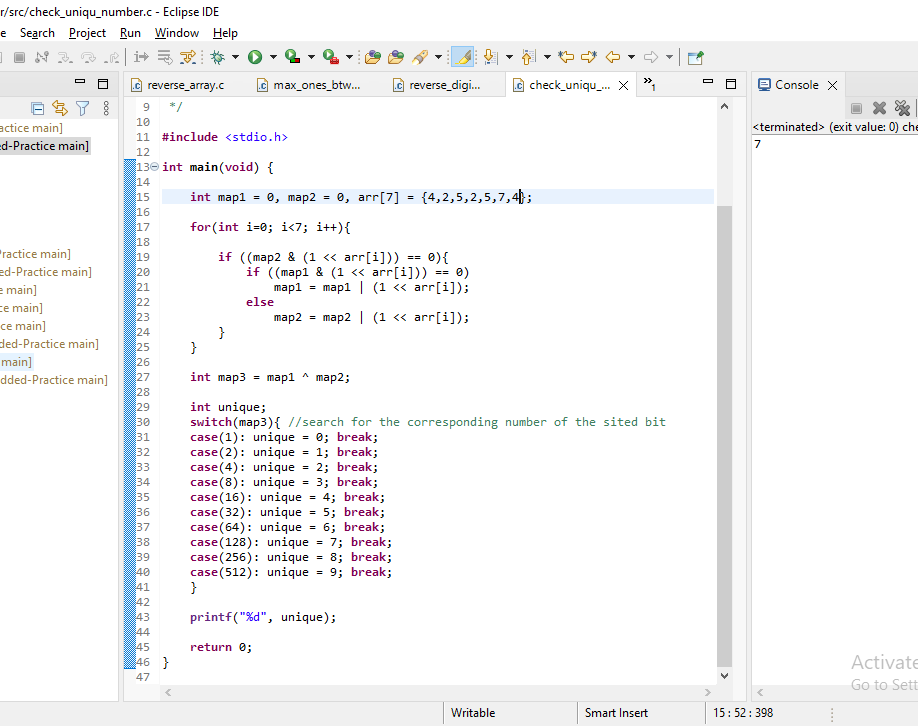 r/src/check_uniqu_number.c - Eclipse IDE
e Search Project Run Window Help
reverse_array.c max_ones_btw... reverse_digi... check_uniqu_... »1 Console
actice main]
ed-Practice main]
Practice main]
ed-Practice main]
e main]
ce main]
ice main]
dded-Practice main]
main]
dded-Practice main]
9 */
10
11 #include <stdio.h>
12
13 int main(void) {
14
15 int map1 = 0, map2 = 0, arr[7] = {4,2,5,2,5,7,4};
16
17 for(int i=0; i<7; i++){
18
19 if ((map2 & (1 << arr[i])) == 0){
20 if ((map1 & (1 << arr[i])) == 0)
21 map1 = map1 | (1 << arr[i]);
22 else
23 map2 = map2 | (1 << arr[i]);
24 }
25 }
26
27 int map3 = map1 ^ map2;
28
29 int unique;
30 switch(map3){ //search for the corresponding number of the sited bit
31 case(1): unique = 0; break;
32 case(2): unique = 1; break;
33 case(4): unique = 2; break;
34 case(8): unique = 3; break;
35 case(16): unique = 4; break;
36 case(32): unique = 5; break;
37 case(64): unique = 6; break;
38 case(128): unique = 7; break;
39 case(256): unique = 8; break;
40 case(512): unique = 9; break;
41 }
42
43 printf("%d", unique);
44
45 return 0;
46 }
47
<terminated> (exit value: 0) che
7
Activate
Go to Sett
Writable Smart Insert 15 : 52 : 398